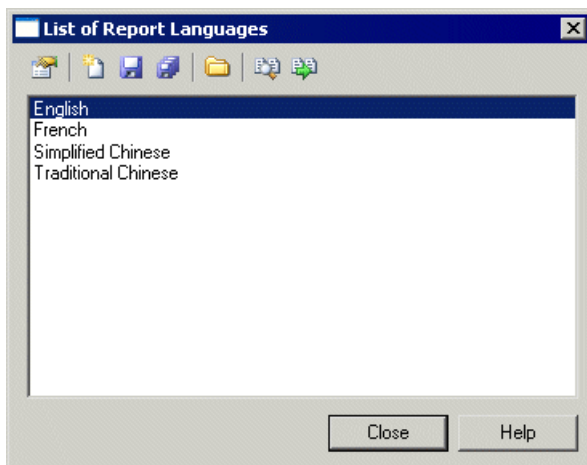 List of Report Languages
English
French
Simplified Chinese
Traditional Chinese
Close
Help